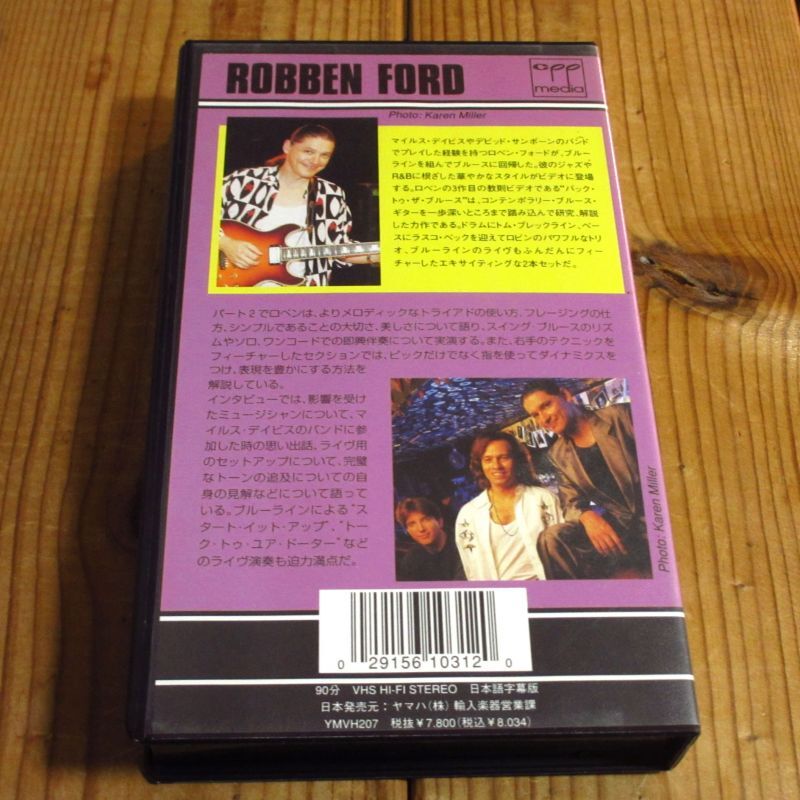 ROBBEN FORD
cpp
media
Photo: Karen Miller
マイルス・デイビスやデビッド・サンボーンのバンド
でプレイした経験を持つロベン・フォードが、ブルー
ラインを組んでブルースに回帰した。彼のジャズや
R&Bに根ざした華やかなスタイルがビデオに登場
する。ロベンの3作目の教則ビデオである“バック・
トゥ・ザ・ブルース”は、コンテンポラリー・ブルース・
ギターを一歩深いところまで踏み込んで研究、解説
した力作である。ドラムにトム・ブレックライン、ベー
スにラスコ・ベックを迎えてロビンのパワフルなトリ
オ、ブルーラインのライヴもふんだんにフィー
チャーしたエキサイティングな2本セットだ。
パート2でロベンは、よりメロディックなトライアドの使い方、フレージングの仕
方、シンプルであることの大切さ、美しさについて語り、スイング・ブルースのリズ
ムやソロ、ワンコードでの即興伴奏について実演する。また、右手のテクニックを
フィーチャーしたセクションでは、ピックだけでなく指を使ってダイナミクスを
つけ、表現を豊かにする方法を
解説している。
インタビューでは、影響を受け
たミュージシャンについて、マ
イルス・デイビスのバンドに参
加した時の思い出話、ライヴ用
のセットアップについて、完璧
なトーンの追及についての自
身の見解などについて語って
いる。ブルーラインによる“ス
タート・イット・アップ”、“トー
ク・トゥ・ユア・ドーター”など
のライヴ演奏も迫力満点だ。
Photo: Karen Miller
0 29156 10312 0
90分 VHS HI-FI STEREO 日本語字幕版
日本発売元：ヤマハ（株）輸入楽器営業課
YMVH207 税抜￥7.800（税込￥8.034）